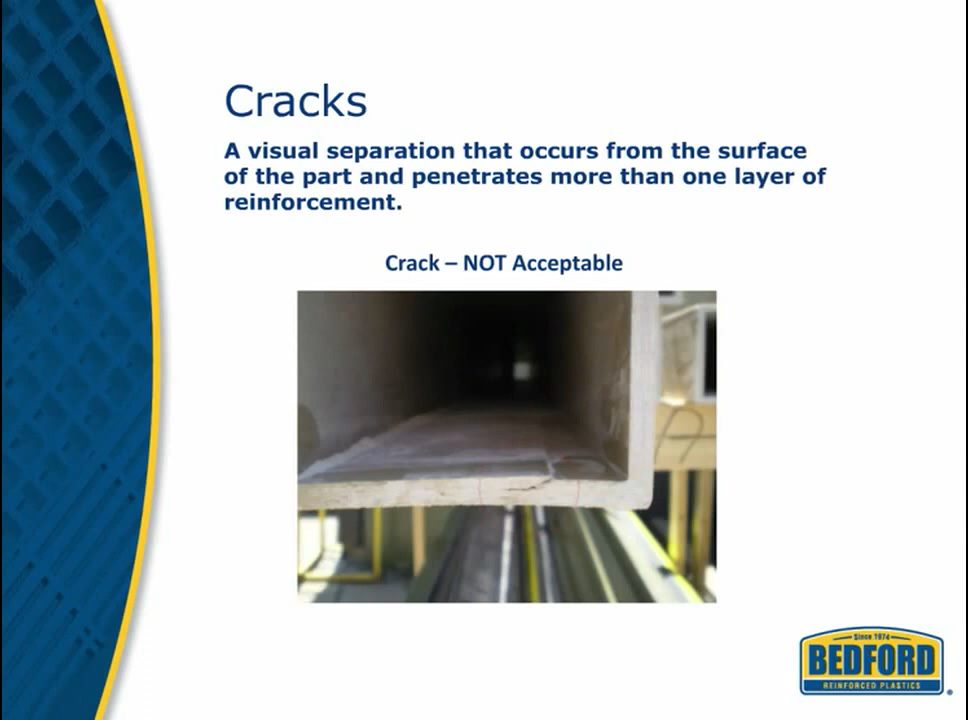 Cracks
A visual separation that occurs from the surface
of the part and penetrates more than one layer of
reinforcement.
Crack – NOT Acceptable
Since 1974
BEDFORD
REINFORCED PLASTICS